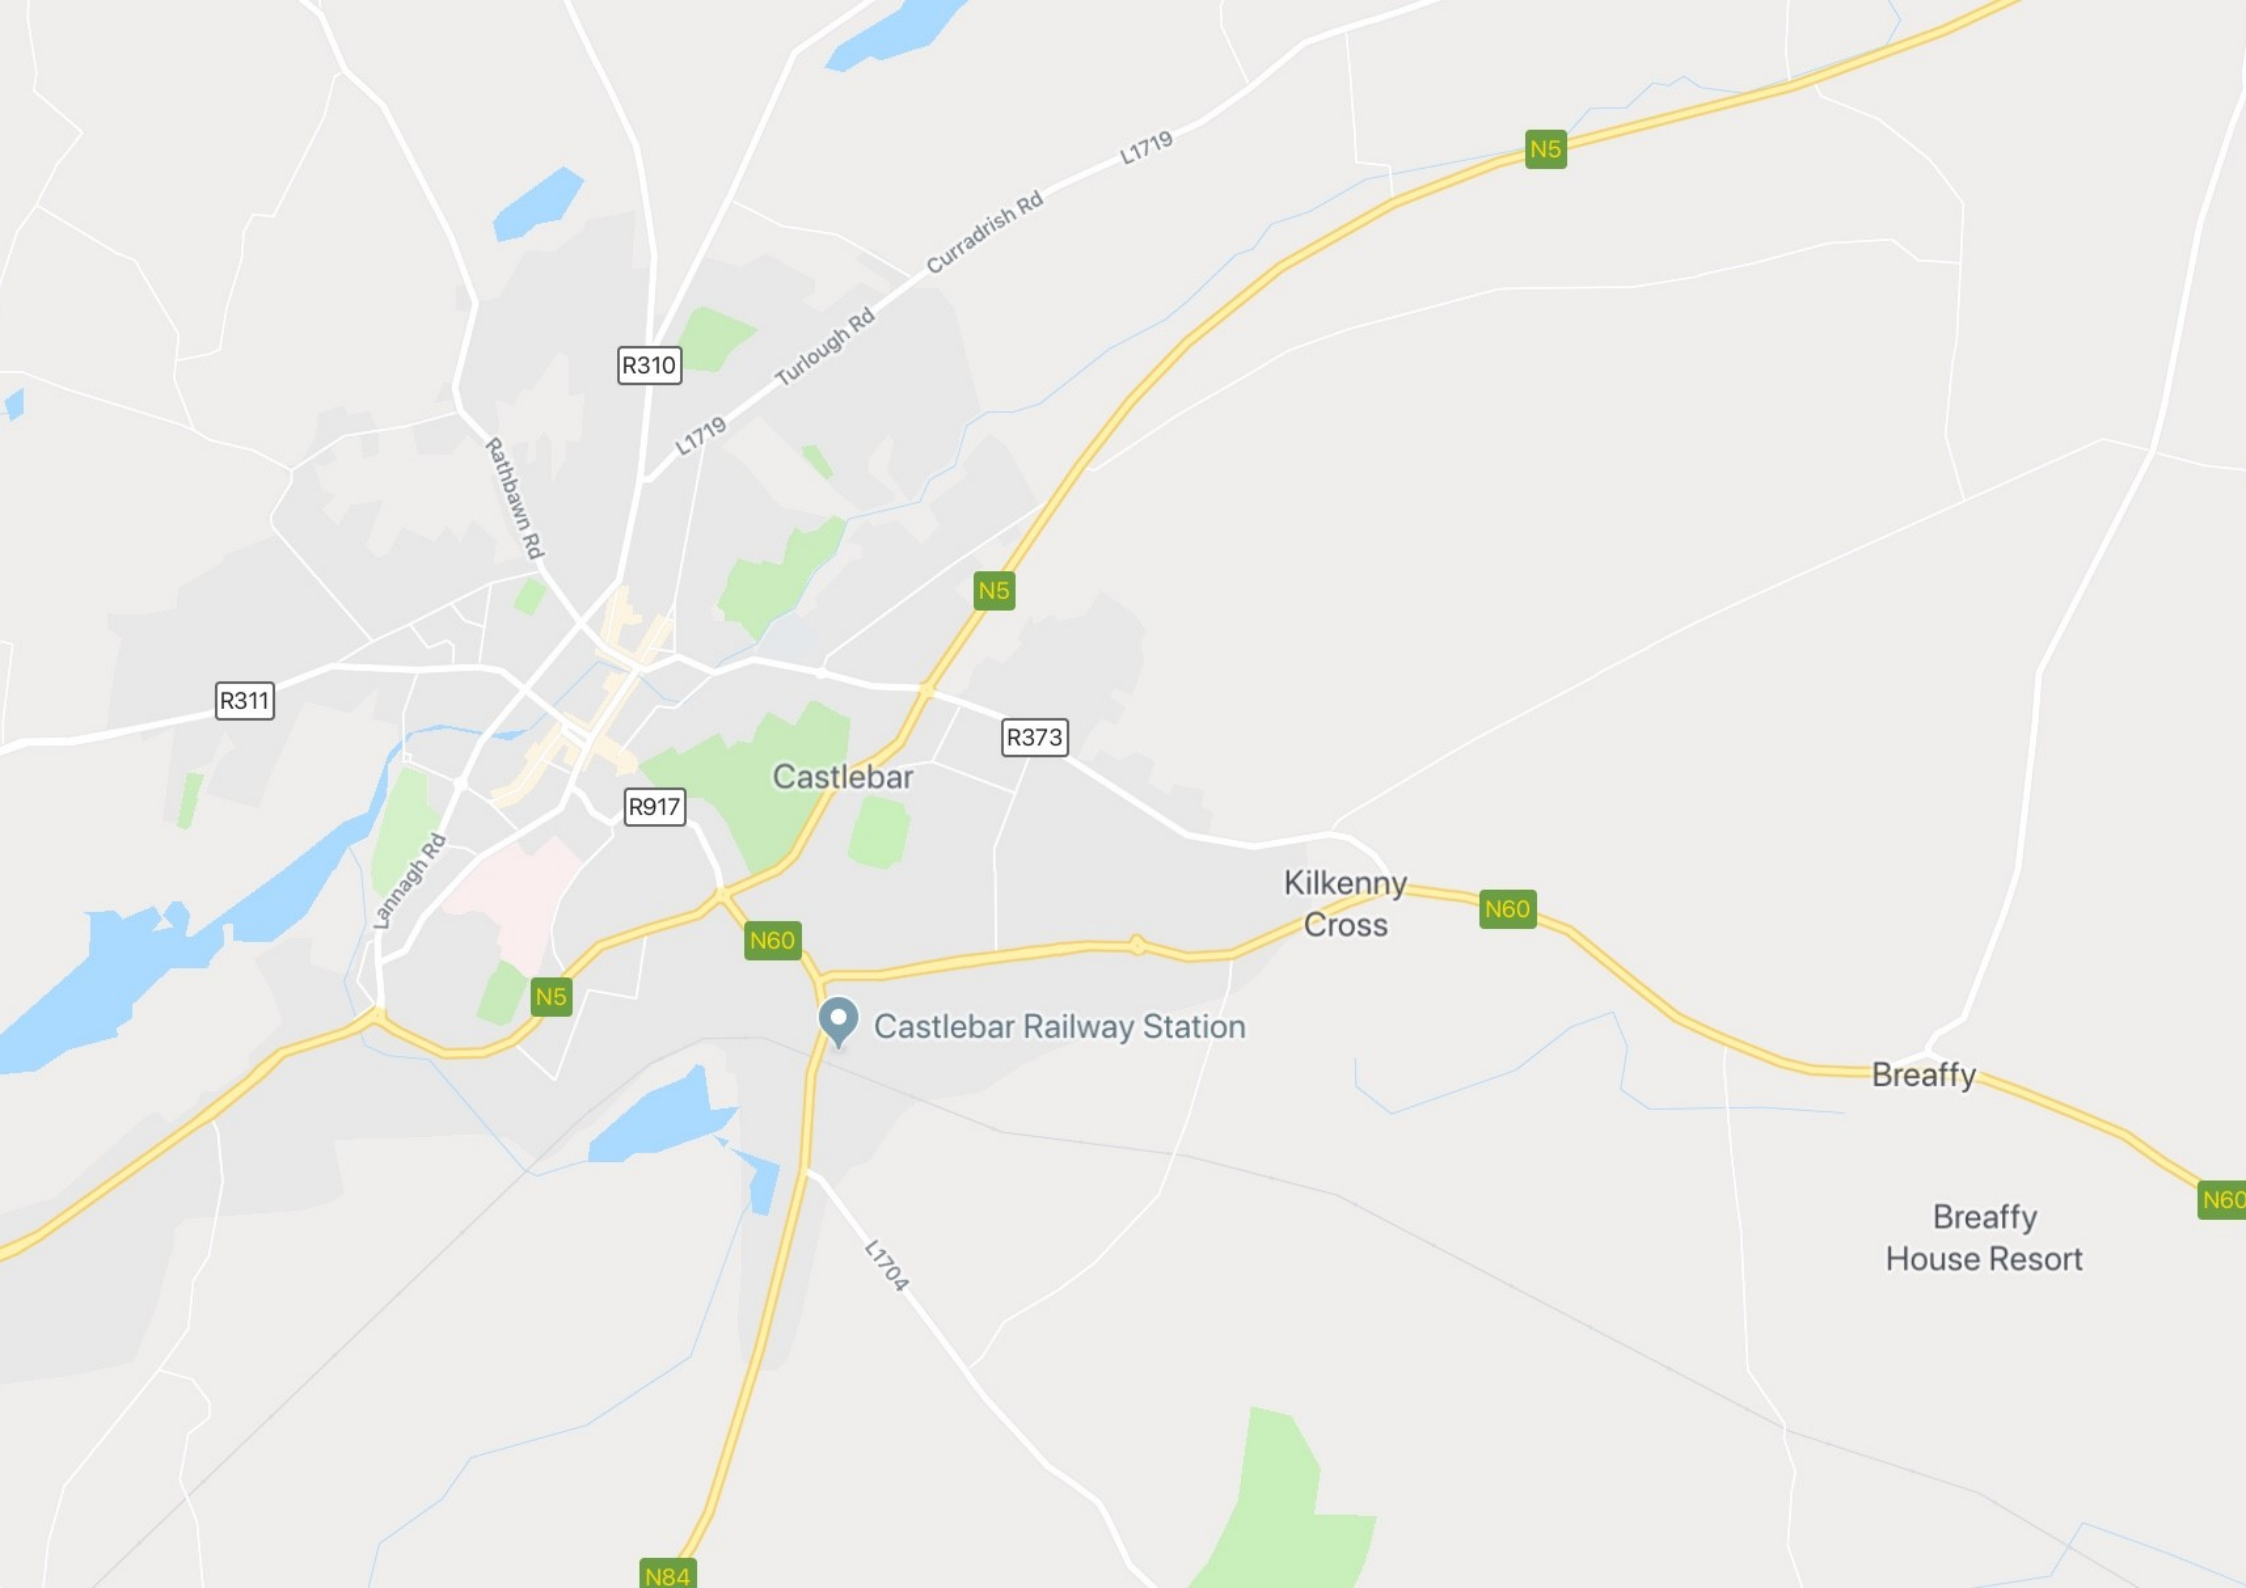 L1719
N5
Curradrish Rd
Turlough Rd
R310
L1719
Rathbawn Rd
N5
R311
R373
Castlebar
R917
Lannagh Rd
Kilkenny
Cross
N60
N60
N5
Castlebar Railway Station
Breaffy
N60
Breaffy
House Resort
L1704
N84